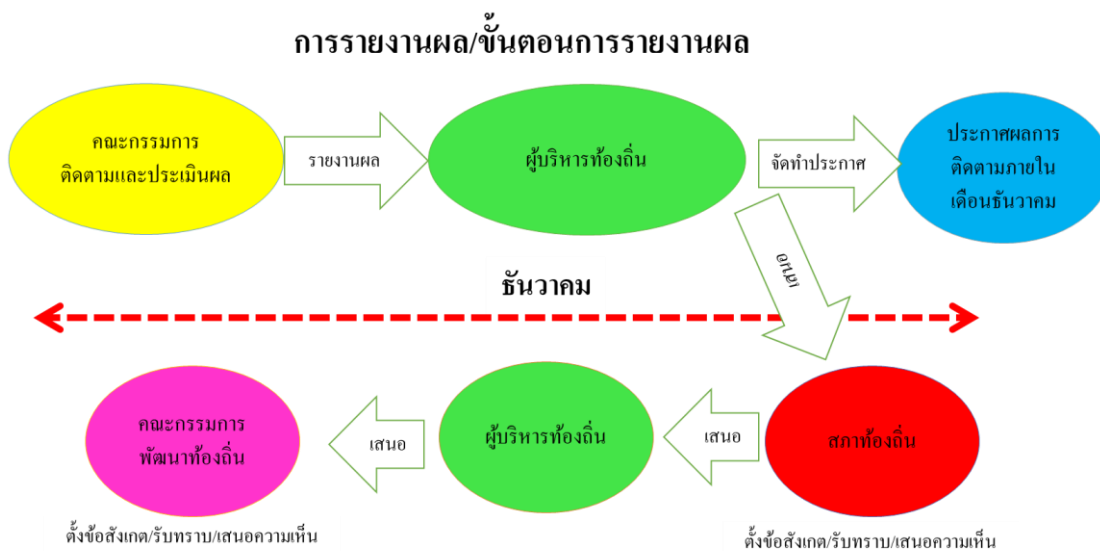 การรายงานผล/ขั้นตอนการรายงานผล
คณะกรรมการ
ติดตามและประเมินผล
รายงานผล
ผู้บริหารท้องถิ่น
จัดทำประกาศ
ประกาศผลการ
ติดตามภายใน
เดือนธันวาคม
เสนอ
ธันวาคม
สภาท้องถิ่น
เสนอ
ผู้บริหารท้องถิ่น
เสนอ
คณะกรรมการ
พัฒนาท้องถิ่น
ตั้งข้อสังเกต/รับทราบ/เสนอความเห็น
ตั้งข้อสังเกต/รับทราบ/เสนอความเห็น